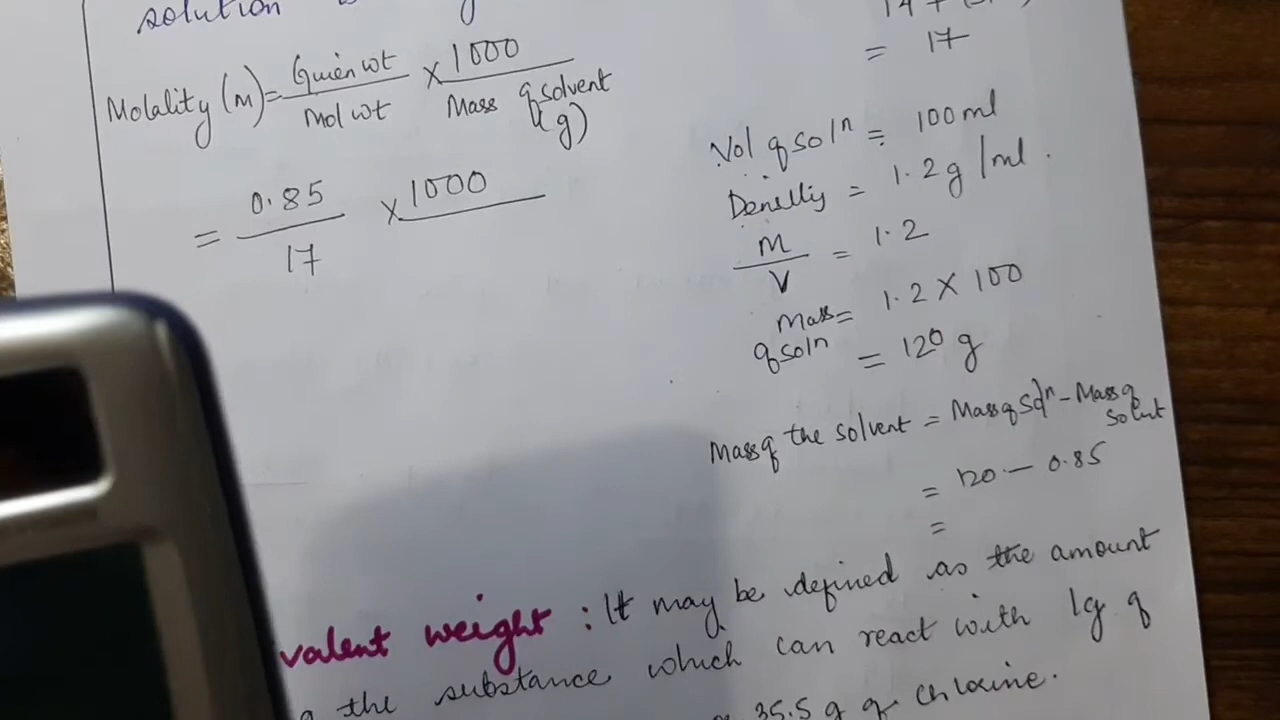 solution
Molality (m) = Given wt / Mol wt × 1000 / Mass of solvent (g)
= 0.85 / 17 × 1000
= 17
Vol of soln = 100 ml
Density = 1.2 g/ml.
M / V = 1.2
Mass of soln = 1.2 × 100
= 120 g
Mass of the solvent = Mass of soln - Mass of solut
= 120 - 0.85
=
valent weight : It may be defined as the amount
the substance which can react with 1g of
35.5 g of chlorine.